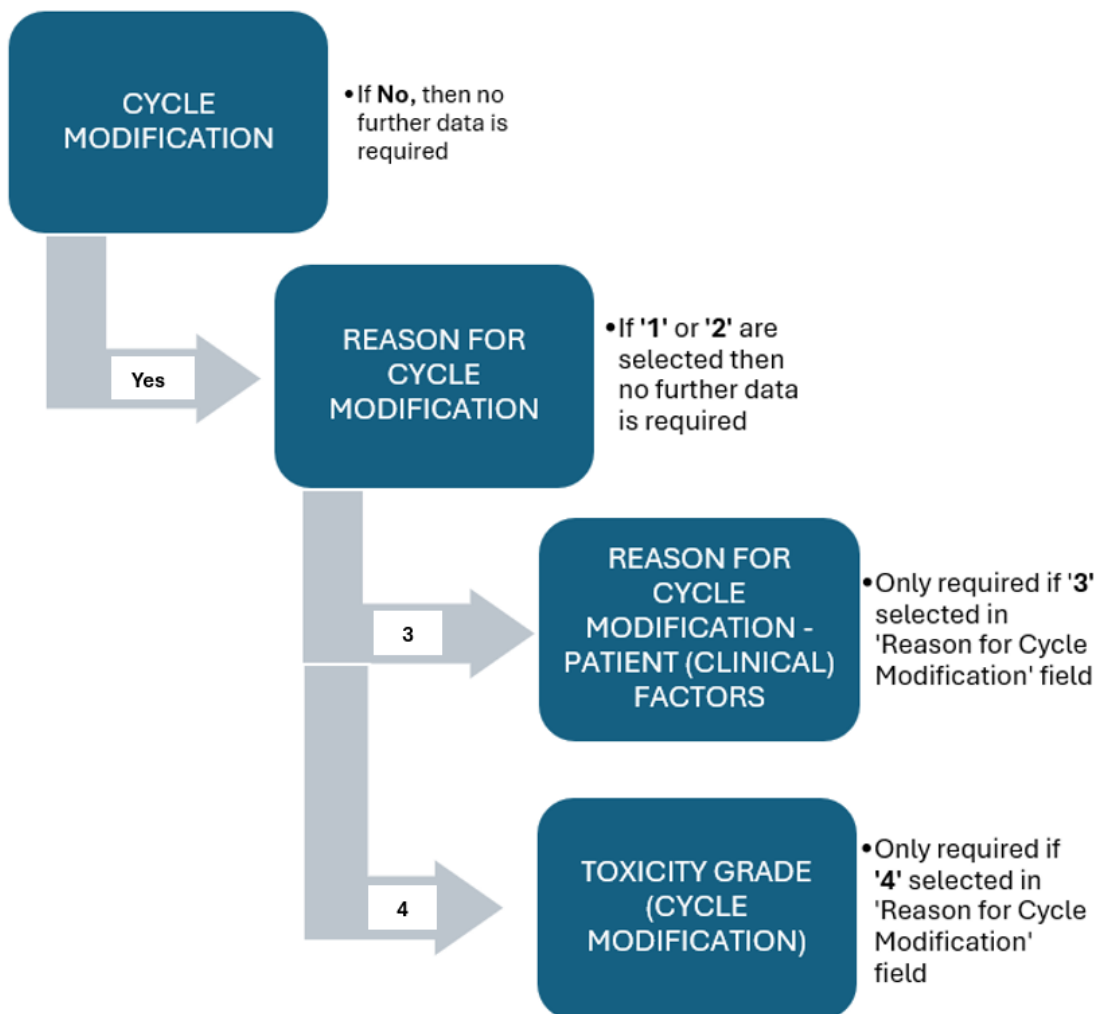 CYCLE
MODIFICATION
•If No, then no
further data is
required
Yes
REASON FOR
CYCLE
MODIFICATION
•If '1' or '2' are
selected then
no further data
is required
3
REASON FOR
CYCLE
MODIFICATION -
PATIENT (CLINICAL)
FACTORS
•Only required if '3'
selected in
'Reason for Cycle
Modification' field
4
TOXICITY GRADE
(CYCLE
MODIFICATION)
•Only required if
'4' selected in
'Reason for Cycle
Modification'
field